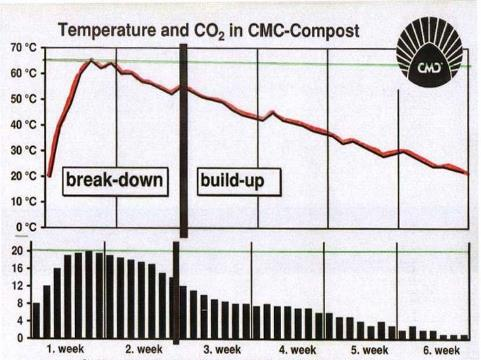 Temperature and CO₂ in CMC-Compost
CMC
70 °C
60 °C
50 °C
40 °C
30 °C
20 °C
10 °C
0 °C
break-down
build-up
20
16
12
8
4
0
1. week
2. week
3. week
4. week
5. week
6. week